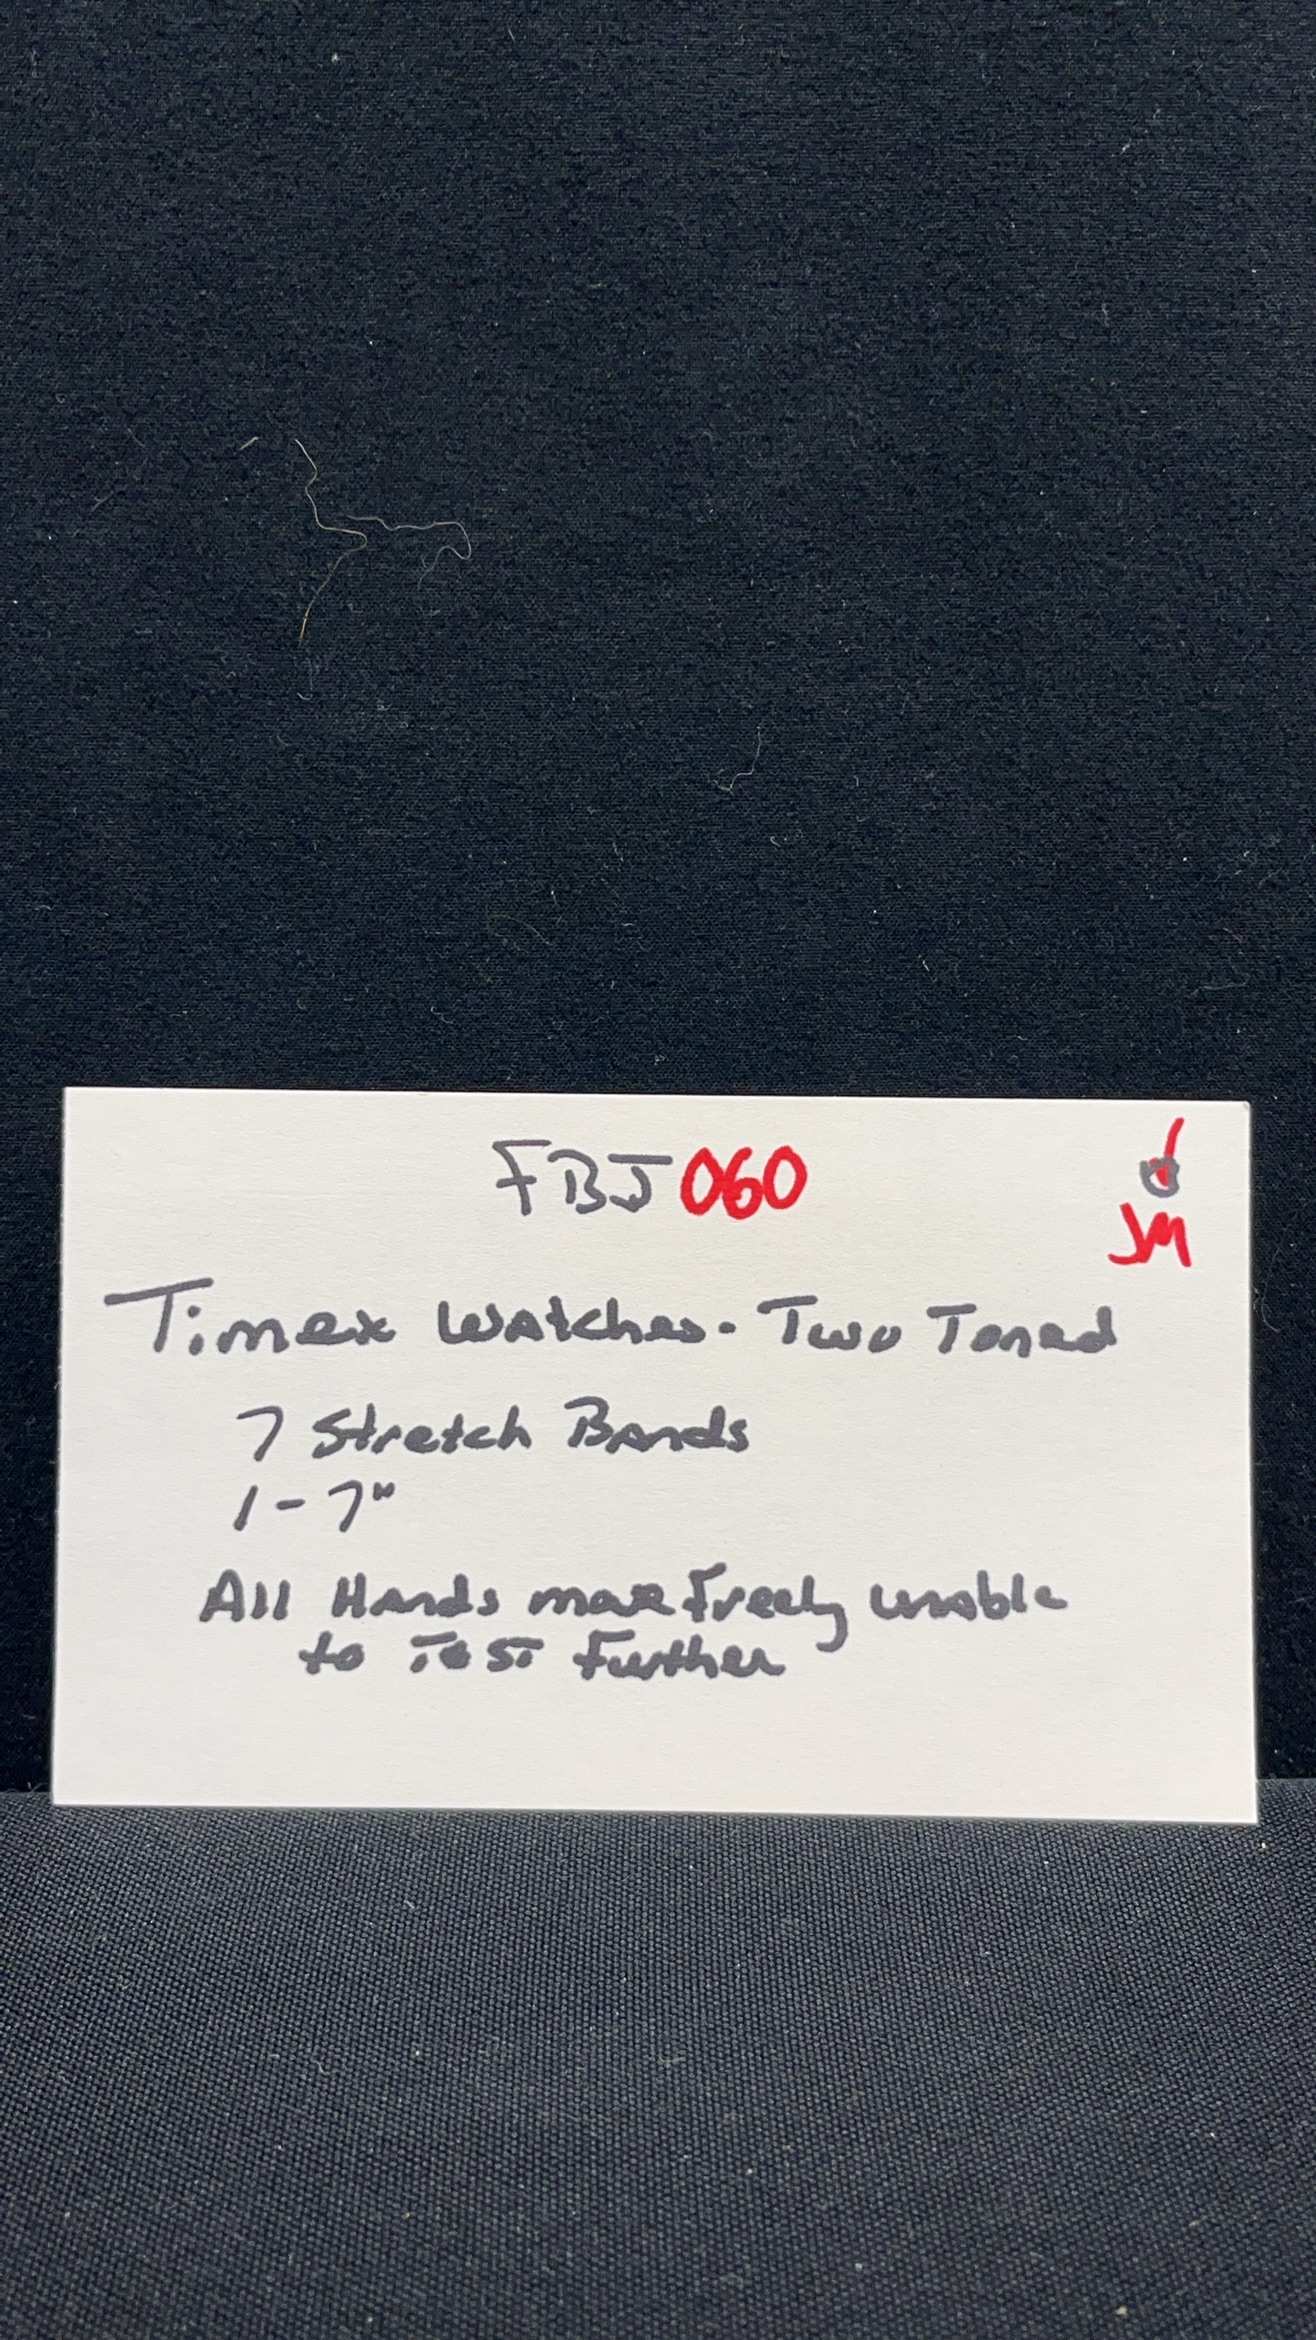 FBJ060
JM
Timex Watches - Two Toned
7 Stretch Bands
1 - 7"
All Hands move freely unable
to Test Further